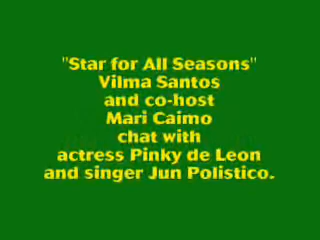 "Star for All Seasons"
Vilma Santos
and co-host
Mari Caimo
chat with
actress Pinky de Leon
and singer Jun Polistico.